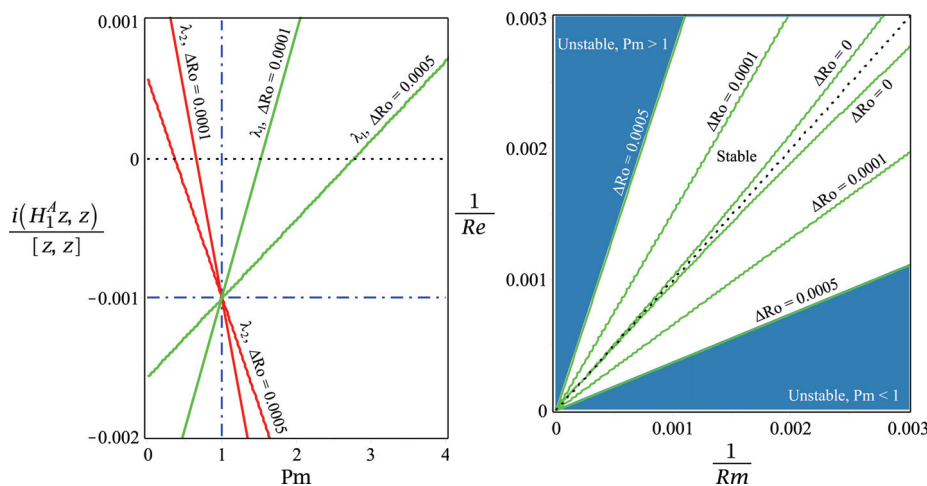 0.001
0
-0.001
-0.002
i(H₁ᴬz, z)
[z, z]
λ₂, ΔRo = 0.0001
λ₁, ΔRo = 0.0001
λ₁, ΔRo = 0.0005
λ₂, ΔRo = 0.0005
0 1 2 3 4
Pm
0.003
0.002
0.001
0
1
Re
Unstable, Pm > 1
ΔRo = 0.0005
ΔRo = 0.0001
ΔRo = 0
ΔRo = 0
Stable
ΔRo = 0.0001
ΔRo = 0.0005
Unstable, Pm < 1
0 0.001 0.002 0.003
1
Rm